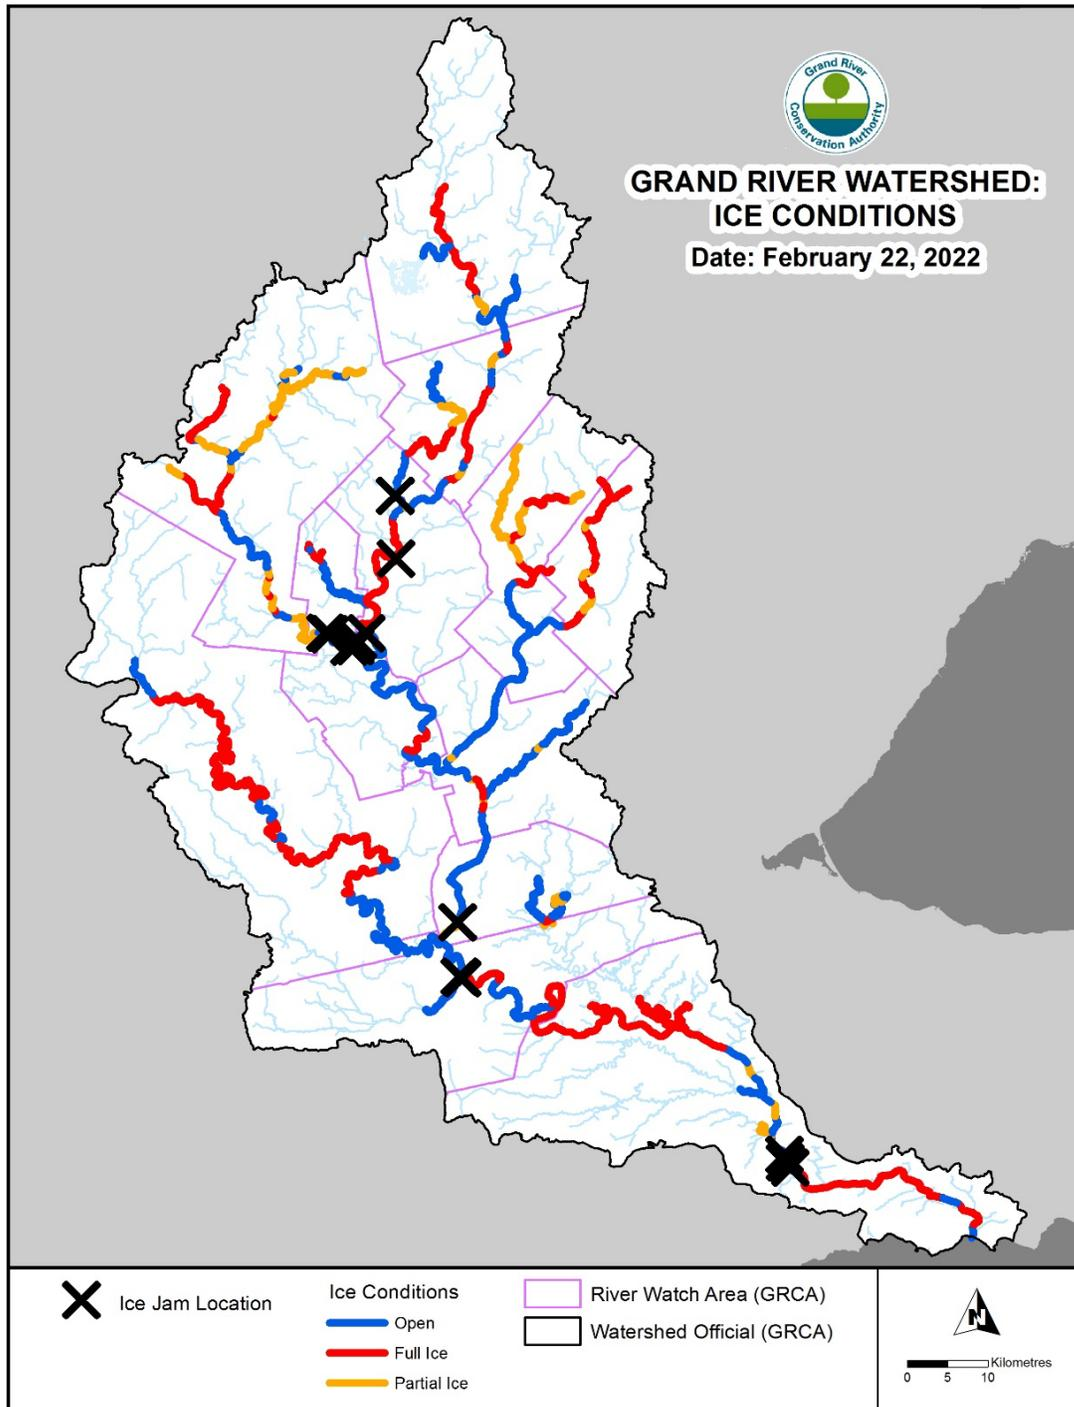 Grand River
Conservation Authority
GRAND RIVER WATERSHED:
ICE CONDITIONS
Date: February 22, 2022
Ice Jam Location
Ice Conditions
Open
Full Ice
Partial Ice
River Watch Area (GRCA)
Watershed Official (GRCA)
N
Kilometres
0 5 10